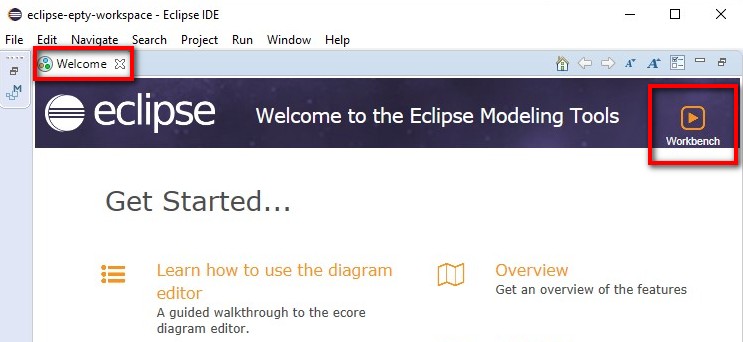 eclipse-epty-workspace - Eclipse IDE
File Edit Navigate Search Project Run Window Help
Welcome
eclipse Welcome to the Eclipse Modeling Tools
Workbench
Get Started...
Learn how to use the diagram
editor
A guided walkthrough to the ecore
diagram editor.
Overview
Get an overview of the features